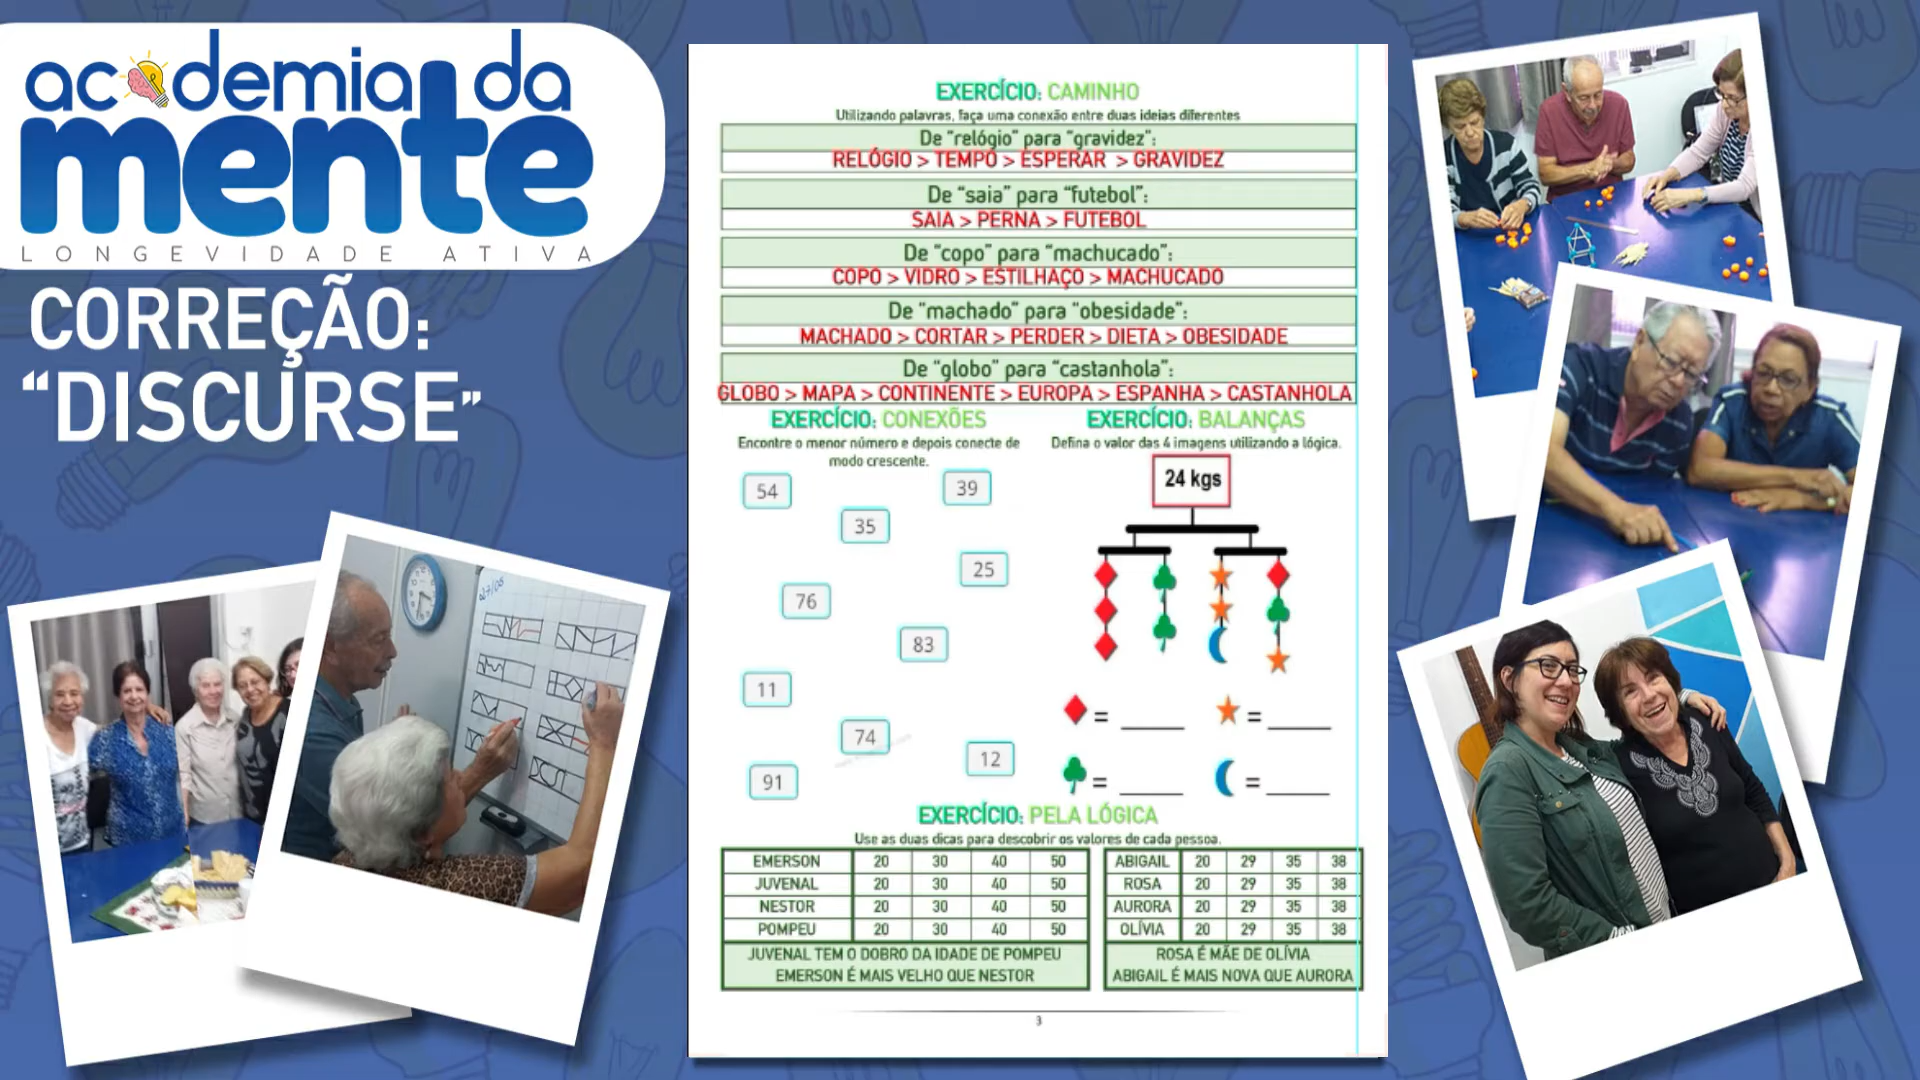 academia da
mente
LONGEVIDADE ATIVA
CORREÇÃO:
“DISCURSE”
EXERCÍCIO: CAMINHO
Utilizando palavras, faça uma conexão entre duas ideias diferentes
De “relógio” para “gravidez”:
RELÓGIO > TEMPO > ESPERAR > GRAVIDEZ
De “saia” para “futebol”:
SAIA > PERNA > FUTEBOL
De “copo” para “machucado”:
COPO > VIDRO > ESTILHAÇO > MACHUCADO
De “machado” para “obesidade”:
MACHADO > CORTAR > PERDER > DIETA > OBESIDADE
De “globo” para “castanhola”:
GLOBO > MAPA > CONTINENTE > EUROPA > ESPANHA > CASTANHOLA
EXERCÍCIO: CONEXÕES
Encontre o menor número e depois conecte de
modo crescente.
54
39
35
25
76
83
11
74
12
91
EXERCÍCIO: BALANÇAS
Defina o valor das 4 imagens utilizando a lógica.
24 kgs
= ____ = ____
= ____ = ____
EXERCÍCIO: PELA LÓGICA
Use as duas dicas para descobrir os valores de cada pessoa.
EMERSON 20 30 40 50
JUVENAL 20 30 40 50
NESTOR 20 30 40 50
POMPEU 20 30 40 50
JUVENAL TEM O DOBRO DA IDADE DE POMPEU
EMERSON É MAIS VELHO QUE NESTOR
ABIGAIL 20 29 35 38
ROSA 20 29 35 38
AURORA 20 29 35 38
OLÍVIA 20 29 35 38
ROSA É MÃE DE OLÍVIA
ABIGAIL É MAIS NOVA QUE AURORA
3
27/08